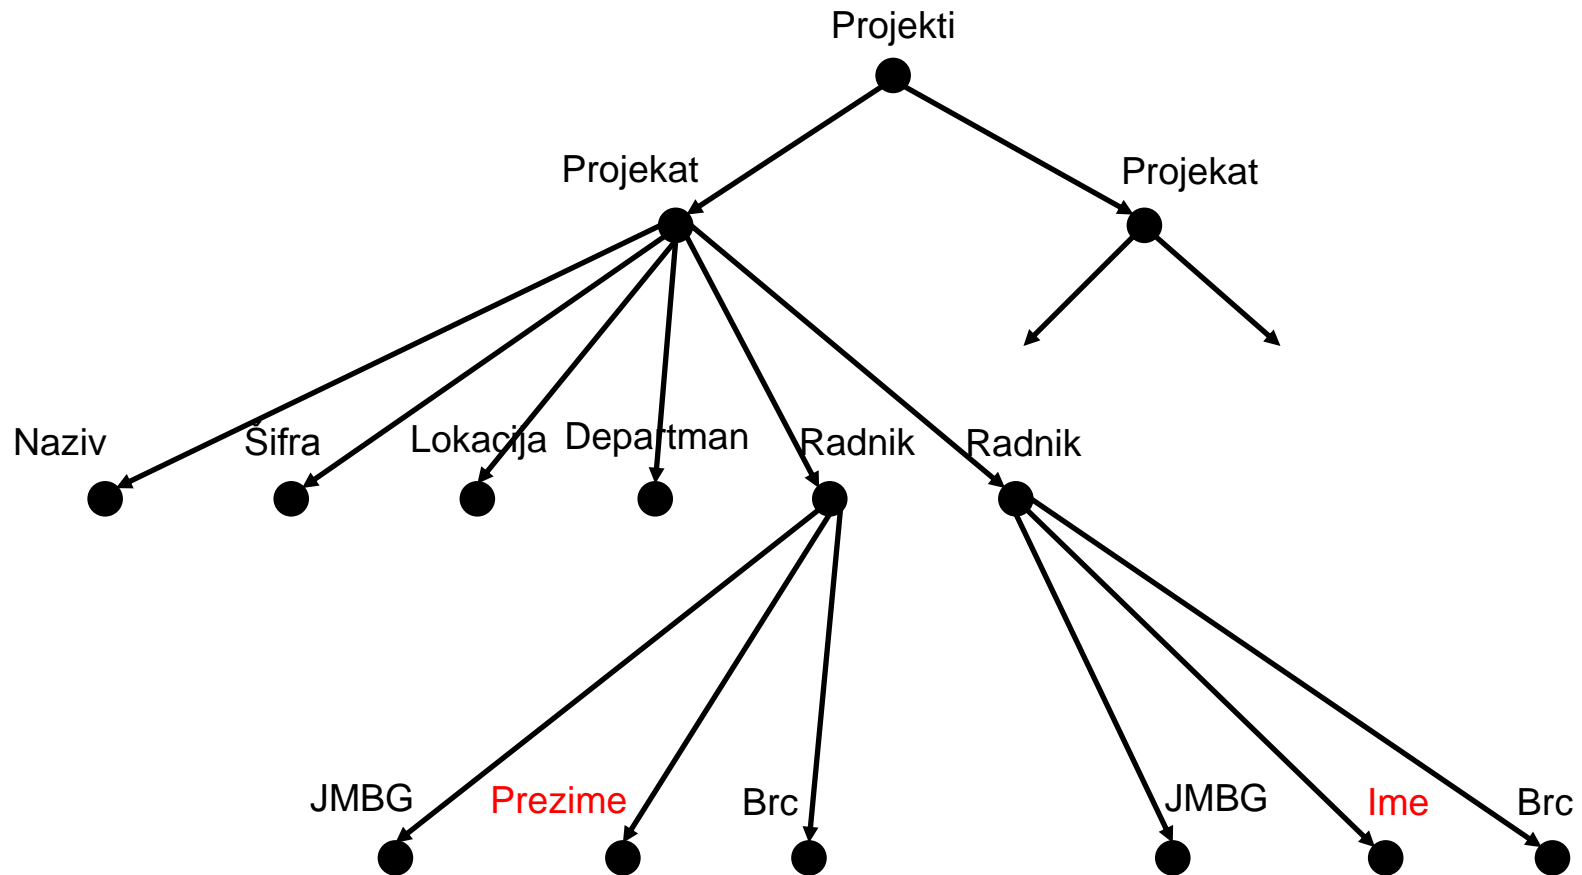 Projekti
Projekat
Projekat
Naziv
Šifra
Lokacija
Departman
Radnik
Radnik
JMBG
Prezime
Brc
JMBG
Ime
Brc